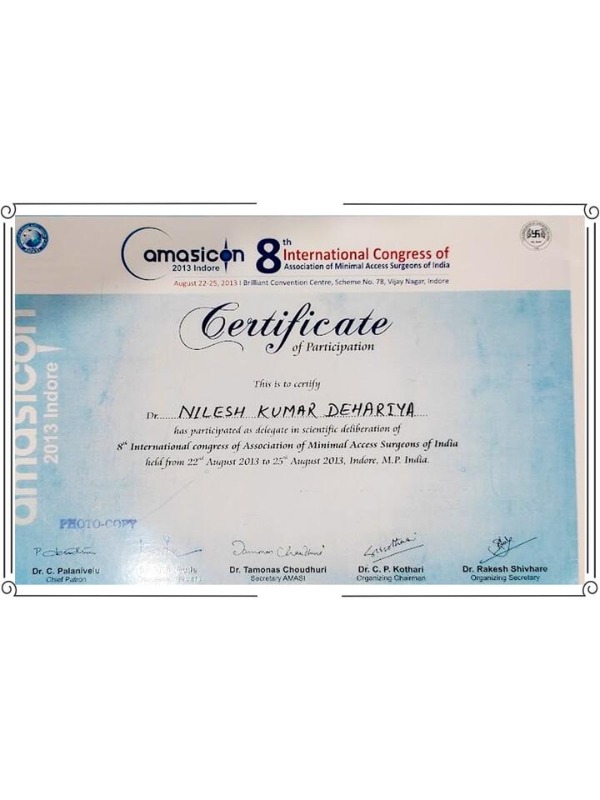 amasicon
2013 Indore
8th
International Congress of
Association of Minimal Access Surgeons of India
August 22-25, 2013 I Brilliant Convention Centre, Scheme No. 78, Vijay Nagar, Indore
amasicon
2013 Indore
Certificate
of Participation
This is to certify
Dr. NILESH KUMAR DEHARIYA
has participated as delegate in scientific deliberation of
8th International congress of Association of Minimal Access Surgeons of India
held from 22nd August 2013 to 25th August 2013, Indore, M.P. India.
PHOTO-COPY
Tamonas Choudhuri
Dr. C. Palanivelu
Chief Patron
Dr. Tamonas Choudhuri
Secretary AMASI
Dr. C. P. Kothari
Organizing Chairman
Dr. Rakesh Shivhare
Organizing Secretary